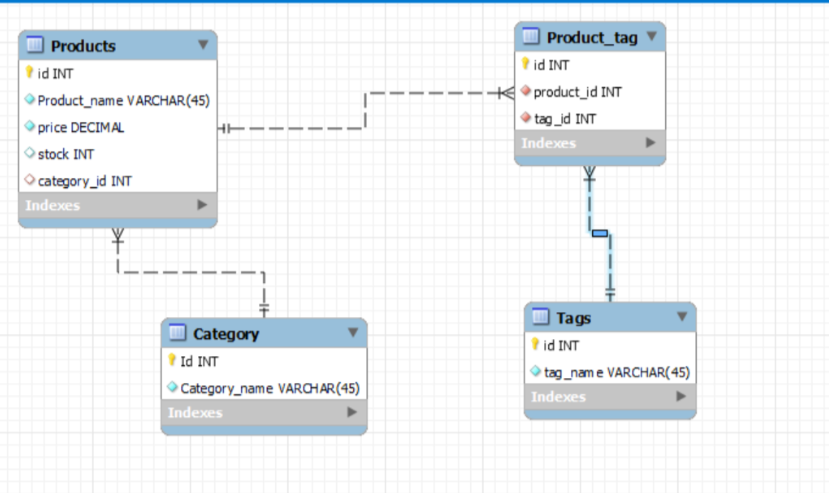 Products
id INT
Product_name VARCHAR(45)
price DECIMAL
stock INT
category_id INT
Indexes
Product_tag
id INT
product_id INT
tag_id INT
Indexes
Category
Id INT
Category_name VARCHAR(45)
Indexes
Tags
id INT
tag_name VARCHAR(45)
Indexes